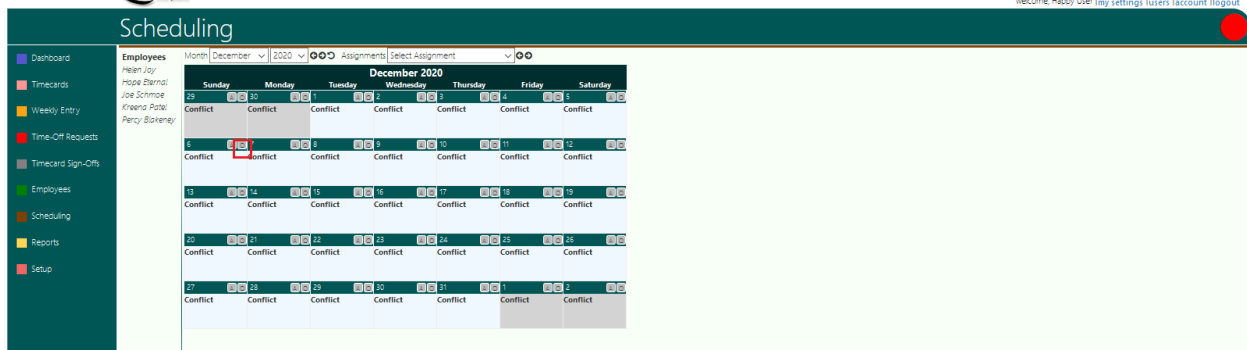 Welcome, Happy User |my settings |users |account |logout
Scheduling
Dashboard
Timecards
Weekly Entry
Time-Off Requests
Timecard Sign-Offs
Employees
Scheduling
Reports
Setup
Employees
Helen Joy
Hope Eternal
Joe Schmoe
Kreena Patel
Percy Blakeney
Month December 2020 Assignments Select Assignment
December 2020
Sunday Monday Tuesday Wednesday Thursday Friday Saturday
29 30 1 2 3 4 5
Conflict Conflict Conflict Conflict Conflict Conflict Conflict
6 7 8 9 10 11 12
Conflict Conflict Conflict Conflict Conflict Conflict Conflict
13 14 15 16 17 18 19
Conflict Conflict Conflict Conflict Conflict Conflict Conflict
20 21 22 23 24 25 26
Conflict Conflict Conflict Conflict Conflict Conflict Conflict
27 28 29 30 31 1 2
Conflict Conflict Conflict Conflict Conflict Conflict Conflict